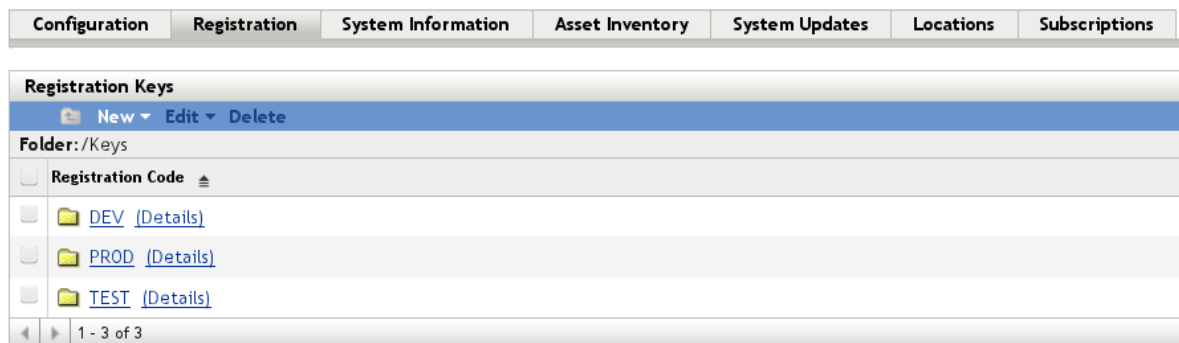 Configuration Registration System Information Asset Inventory System Updates Locations Subscriptions
Registration Keys
New Edit Delete
Folder:/Keys
Registration Code
DEV (Details)
PROD (Details)
TEST (Details)
1 - 3 of 3